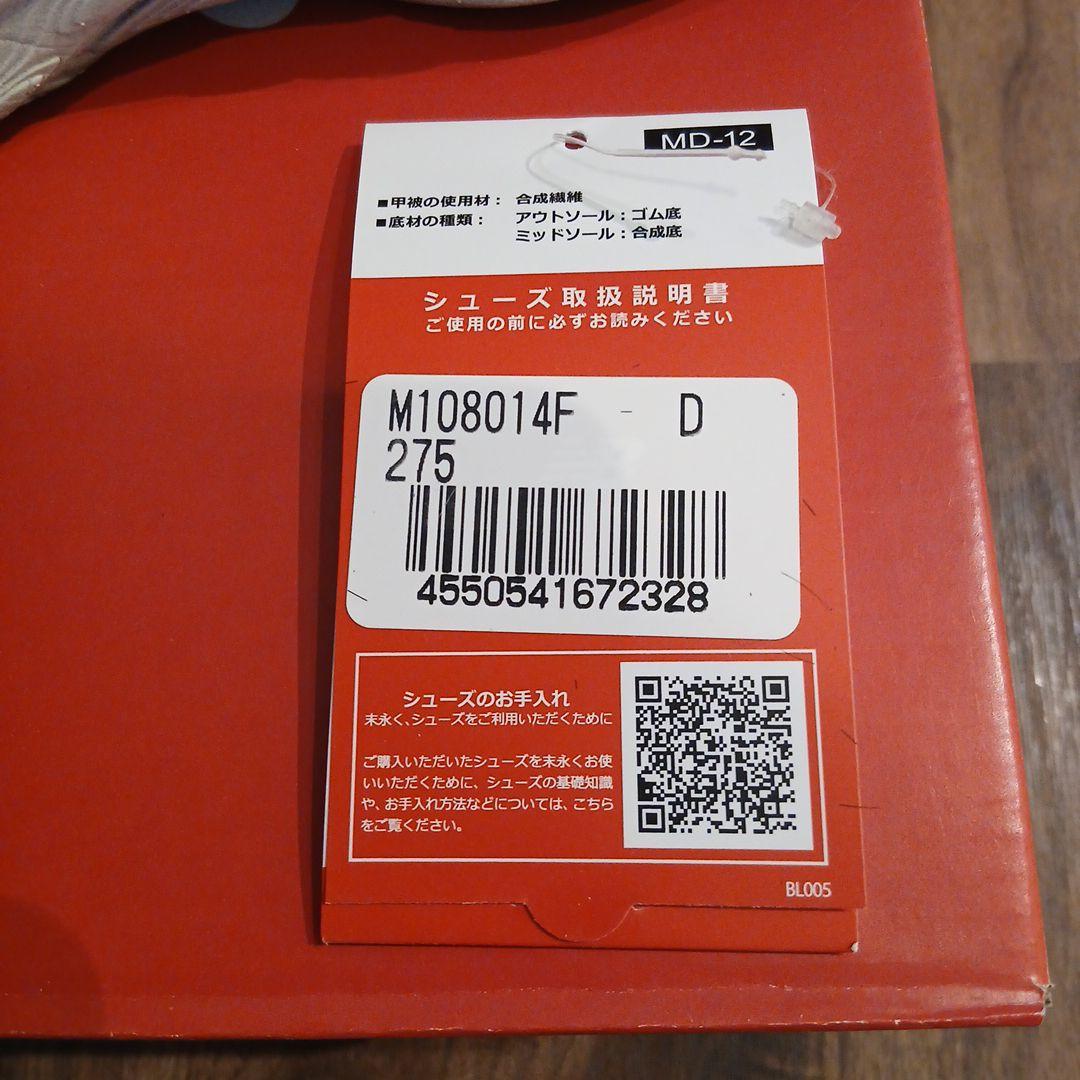 MD-12
■甲被の使用材： 合成繊維
■底材の種類： アウトソール：ゴム底
ミッドソール：合成底
シューズ取扱説明書
ご使用の前に必ずお読みください
M108014F - D
275
4550541672328
シューズのお手入れ
末永く、シューズをご利用いただくために
ご購入いただいたシューズを末永くお使
いいただくために、シューズの基礎知識
や、お手入れ方法などについては、こちら
をご覧ください。
BL005